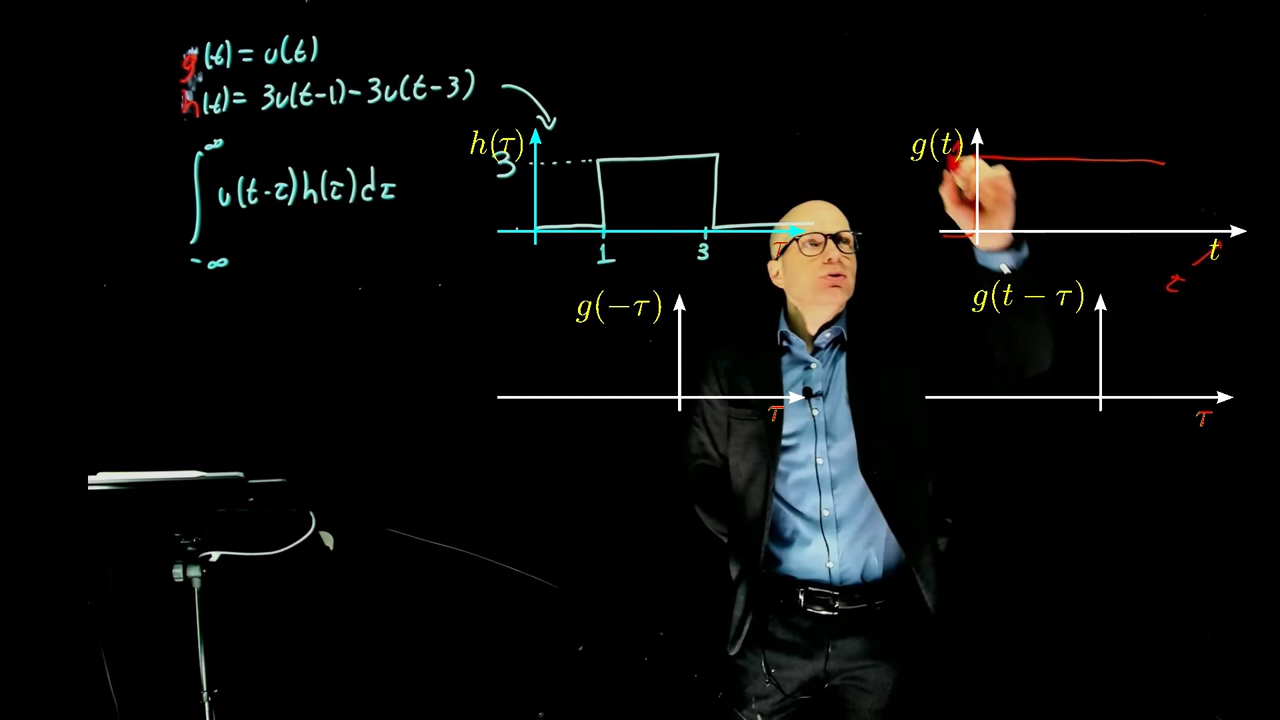 g(t) = u(t)
h(t) = 3u(t-1) - 3u(t-3)
∞
∫ u(t-τ) h(τ) dτ
-∞
h(τ)
3
1
3
τ
g(t)
t
τ
g(-τ)
τ
g(t − τ)
τ